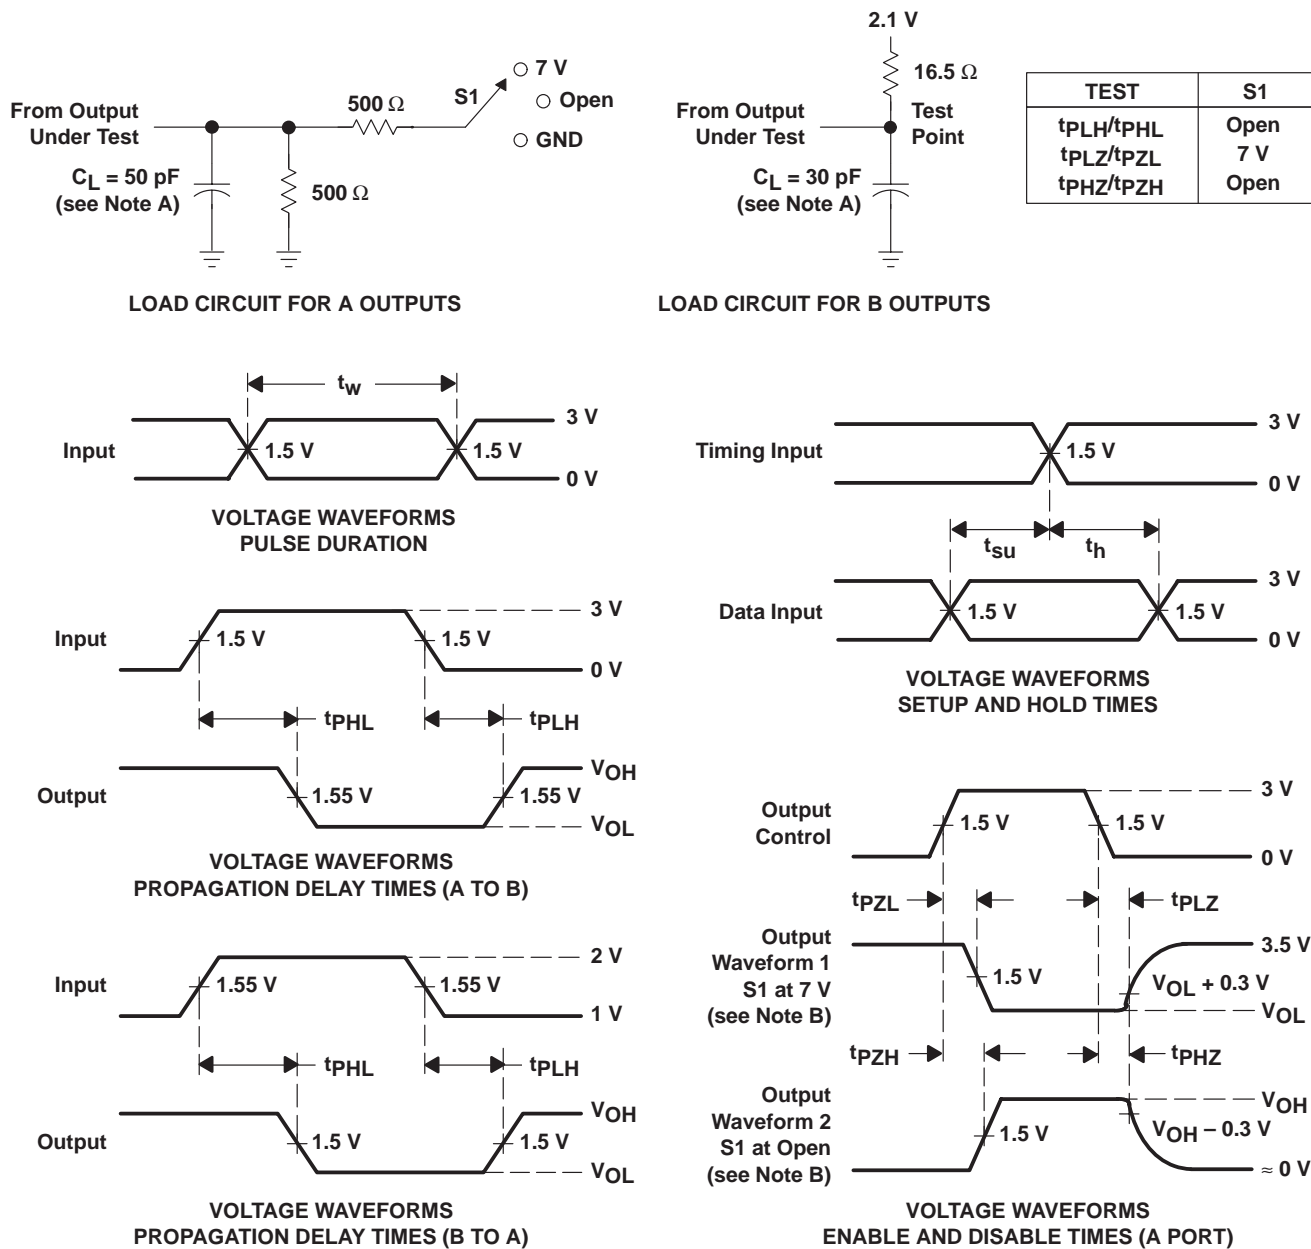 7 V
S1
Open
GND
500 Ω
From Output
Under Test
CL = 50 pF
(see Note A)
500 Ω
LOAD CIRCUIT FOR A OUTPUTS
2.1 V
16.5 Ω
From Output
Under Test
Test
Point
CL = 30 pF
(see Note A)
LOAD CIRCUIT FOR B OUTPUTS
TEST S1
tPLH/tPHL Open
tPLZ/tPZL 7 V
tPHZ/tPZH Open
tw
Input
3 V
1.5 V 1.5 V
0 V
VOLTAGE WAVEFORMS
PULSE DURATION
Timing Input
3 V
1.5 V
0 V
tsu th
Data Input
3 V
1.5 V 1.5 V
0 V
VOLTAGE WAVEFORMS
SETUP AND HOLD TIMES
Input
3 V
1.5 V 1.5 V
0 V
tPHL tPLH
Output
VOH
1.55 V 1.55 V
VOL
VOLTAGE WAVEFORMS
PROPAGATION DELAY TIMES (A TO B)
Input
2 V
1.55 V 1.55 V
1 V
tPHL tPLH
Output
VOH
1.5 V 1.5 V
VOL
VOLTAGE WAVEFORMS
PROPAGATION DELAY TIMES (B TO A)
Output
Control
3 V
1.5 V 1.5 V
0 V
tPZL tPLZ
Output
Waveform 1
S1 at 7 V
(see Note B)
3.5 V
1.5 V
VOL + 0.3 V
VOL
tPZH tPHZ
Output
Waveform 2
S1 at Open
(see Note B)
VOH
1.5 V
VOH – 0.3 V
≈ 0 V
VOLTAGE WAVEFORMS
ENABLE AND DISABLE TIMES (A PORT)